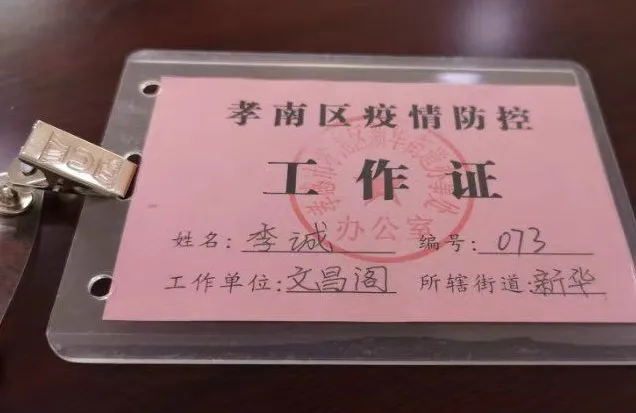 孝南区疫情防控
工作证
姓名:李诚 编号:073
工作单位:文昌阁 所辖街道:新华
办公室